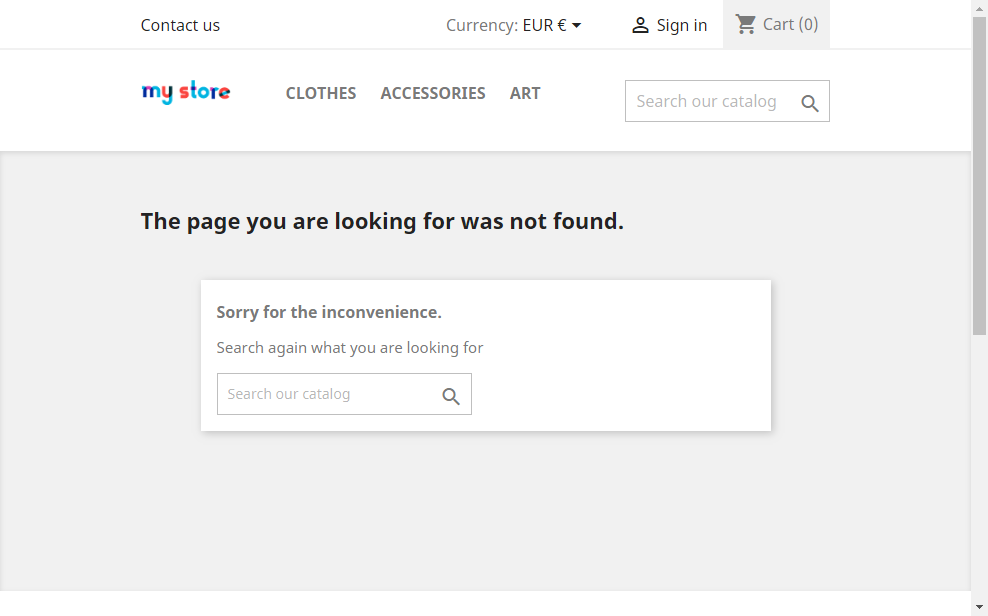 Contact us
Currency: EUR €
Sign in
Cart (0)
my store
CLOTHES
ACCESSORIES
ART
Search our catalog
The page you are looking for was not found.
Sorry for the inconvenience.
Search again what you are looking for
Search our catalog